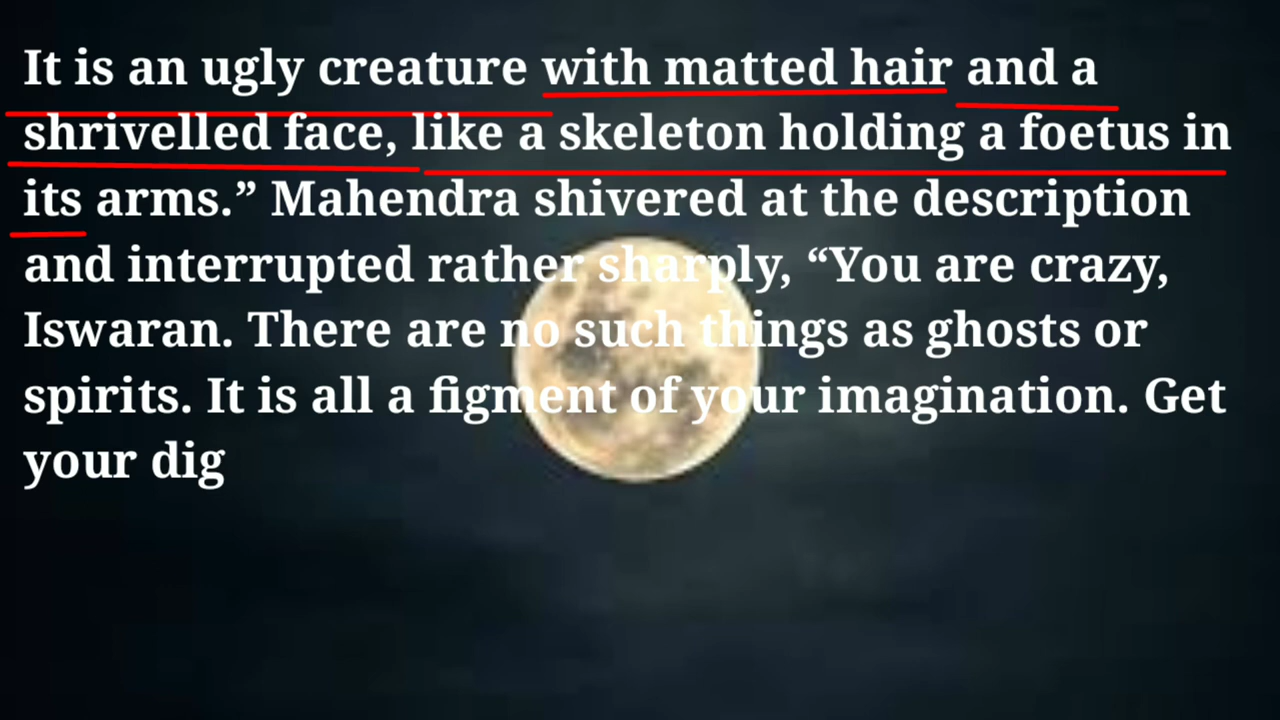 It is an ugly creature with matted hair and a
shrivelled face, like a skeleton holding a foetus in
its arms.” Mahendra shivered at the description
and interrupted rather sharply, “You are crazy,
Iswaran. There are no such things as ghosts or
spirits. It is all a figment of your imagination. Get
your dig